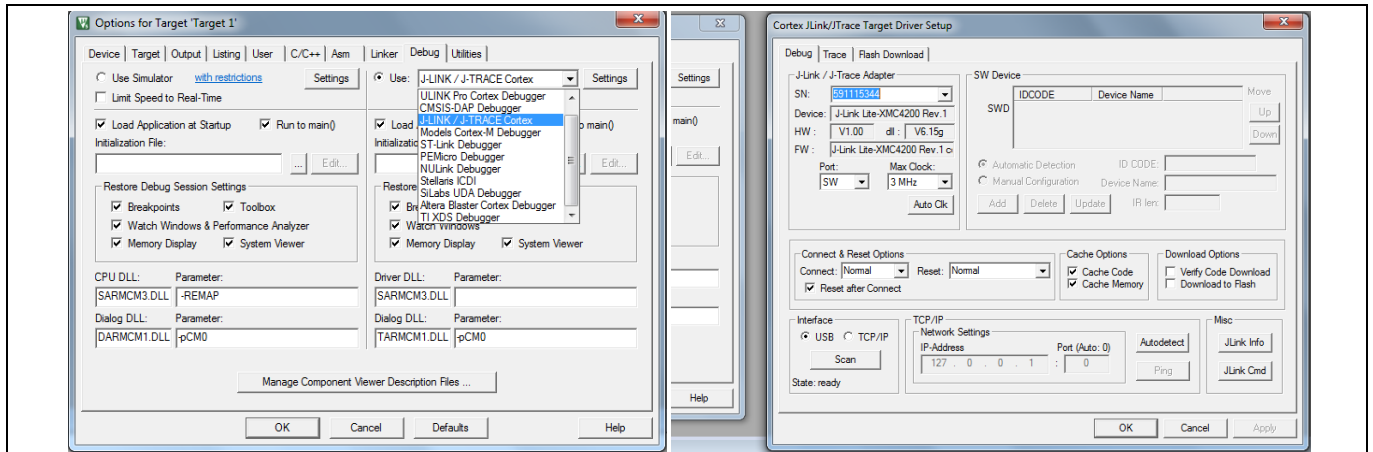 Options for Target 'Target 1'
Device Target Output Listing User C/C++ Asm Linker Debug Utilities
Use Simulator with restrictions Settings
Limit Speed to Real-Time
Load Application at Startup Run to main()
Initialization File:
... Edit...
Restore Debug Session Settings
Breakpoints Toolbox
Watch Windows & Performance Analyzer
Memory Display System Viewer
CPU DLL: Parameter:
SARMCM3.DLL -REMAP
Dialog DLL: Parameter:
DARMCM1.DLL -pCM0
Use: J-LINK / J-TRACE Cortex Settings
ULINK Pro Cortex Debugger
CMSIS-DAP Debugger
J-LINK / J-TRACE Cortex
Models Cortex-M Debugger
ST-Link Debugger
PEMicro Debugger
NULink Debugger
Stellaris ICDI
SiLabs UDA Debugger
Altera Blaster Cortex Debugger
TI XDS Debugger
Load
o main()
Initializatio
Edit...
Restore
Br
Watch Windows
Memory Display System Viewer
Driver DLL: Parameter:
SARMCM3.DLL
Dialog DLL: Parameter:
TARMCM1.DLL -pCM0
Manage Component Viewer Description Files ...
OK Cancel Defaults Help
Settings
main()
Edit...
Help
Cortex JLink/JTrace Target Driver Setup
Debug Trace Flash Download
J-Link / J-Trace Adapter
SN: 591115344
Device: J-Link Lite-XMC4200 Rev.1
HW : V1.00 dll : V6.15g
FW : J-Link Lite-XMC4200 Rev.1 co
Port: Max Clock:
SW 3 MHz
Auto Clk
SW Device
IDCODE Device Name Move
SWD Up
Down
Automatic Detection ID CODE:
Manual Configuration Device Name:
Add Delete Update IR len:
Connect & Reset Options
Connect: Normal Reset: Normal
Reset after Connect
Cache Options
Cache Code
Cache Memory
Download Options
Verify Code Download
Download to Flash
Interface
USB TCP/IP
Scan
State: ready
TCP/IP
Network Settings
IP-Address Port (Auto: 0)
127 . 0 . 0 . 1 : 0
Autodetect
Ping
Misc
JLink Info
JLink Cmd
OK Cancel Apply